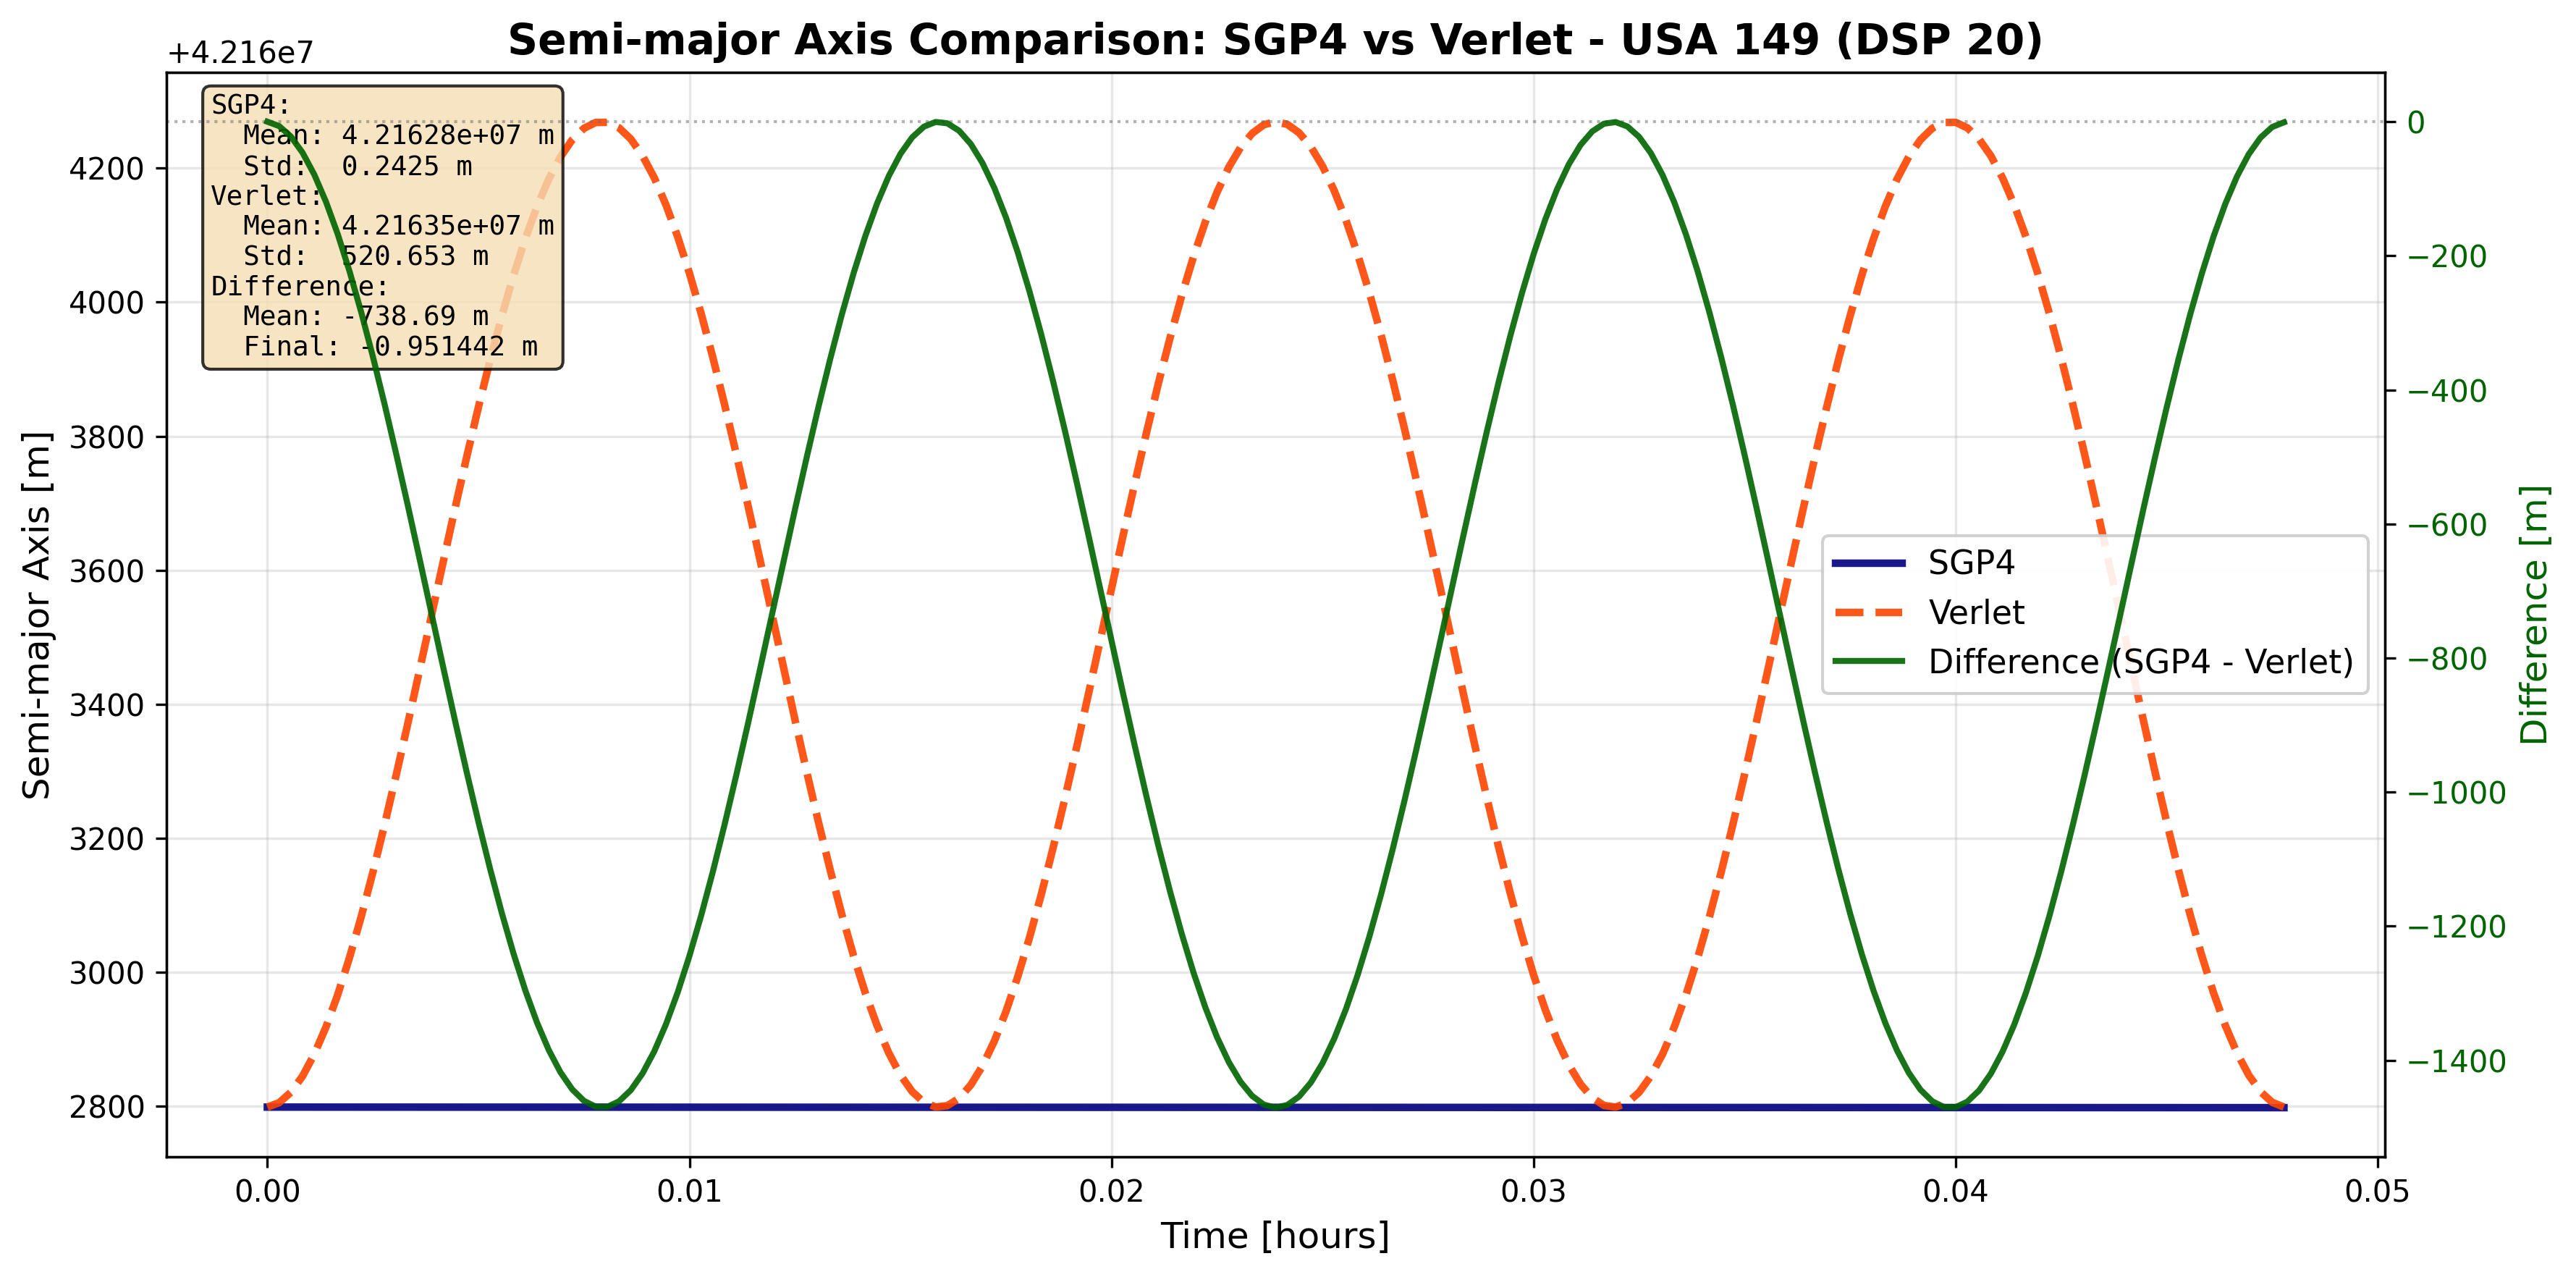 Semi-major Axis Comparison: SGP4 vs Verlet - USA 149 (DSP 20)
+4.216e7
SGP4:
Mean: 4.21628e+07 m
Std: 0.2425 m
Verlet:
Mean: 4.21635e+07 m
Std: 520.653 m
Difference:
Mean: -738.69 m
Final: -0.951442 m
4200
4000
3800
3600
3400
3200
3000
2800
Semi-major Axis [m]
0
−200
−400
−600
−800
−1000
−1200
−1400
Difference [m]
SGP4
Verlet
Difference (SGP4 - Verlet)
0.00
0.01
0.02
0.03
0.04
0.05
Time [hours]